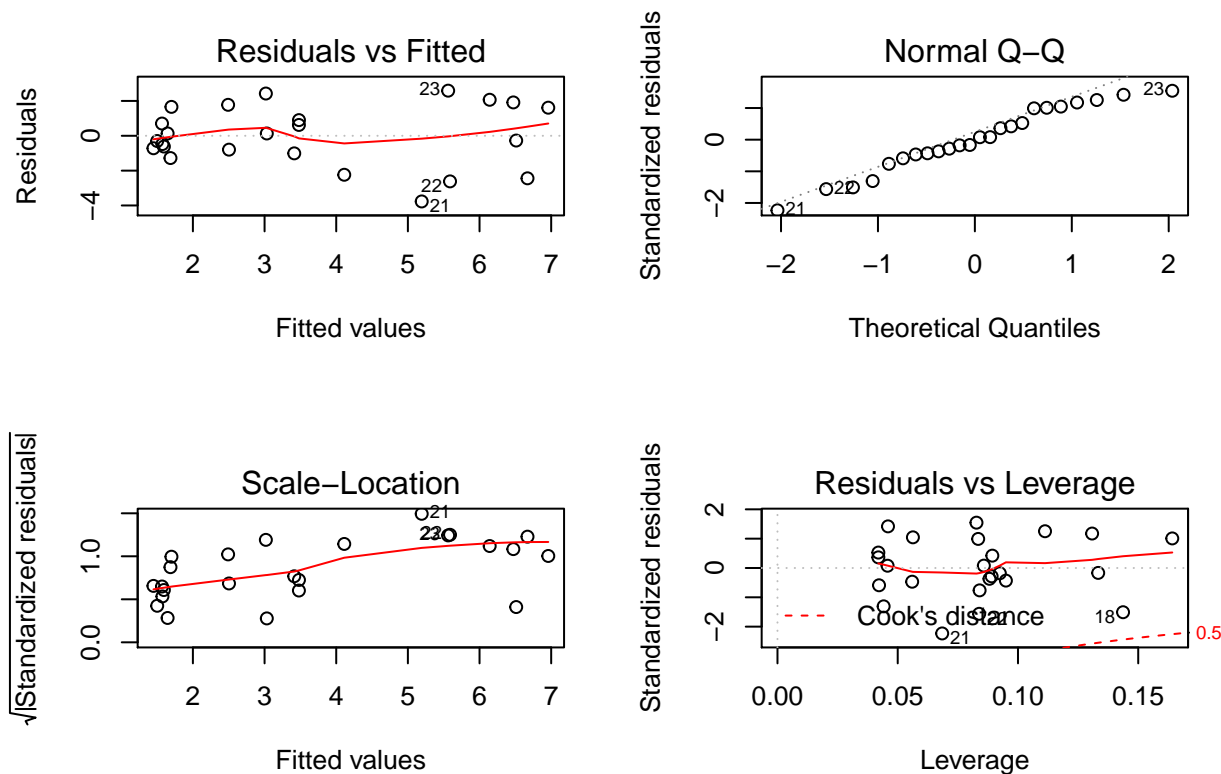 Residuals vs Fitted
Residuals
0
−4
23
22
21
2 3 4 5 6 7
Fitted values
Normal Q−Q
Standardized residuals
0
−2
21
22
23
−2 −1 0 1 2
Theoretical Quantiles
Scale−Location
√|Standardized residuals|
1.0
0.0
21
2 3 4 5 6 7
Fitted values
Residuals vs Leverage
Standardized residuals
2
0
−2
Cook's distance
18
21
0.5
0.00 0.05 0.10 0.15
Leverage